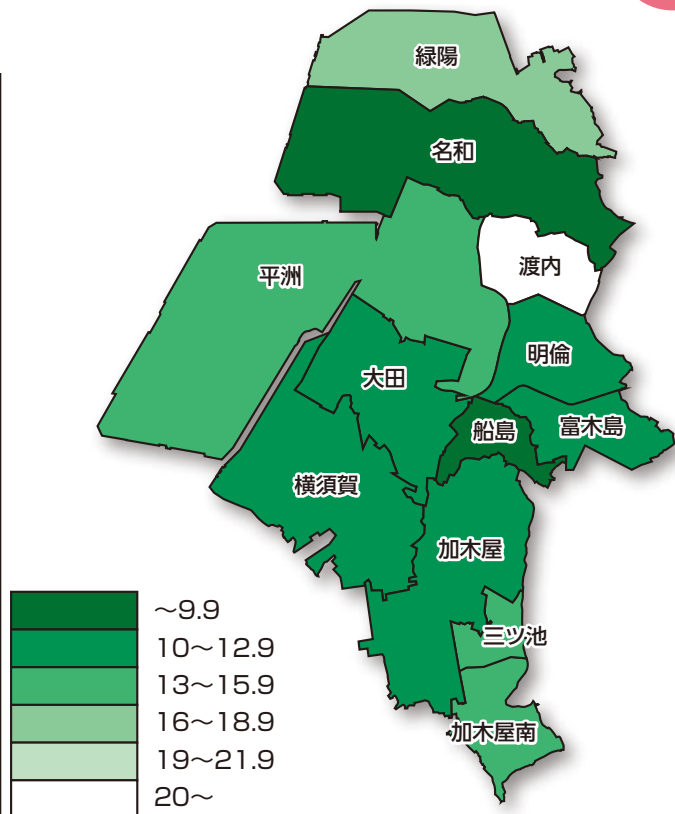 緑陽
名和
平洲
渡内
明倫
大田
船島
富木島
横須賀
加木屋
三ツ池
加木屋南
～9.9
10～12.9
13～15.9
16～18.9
19～21.9
20～